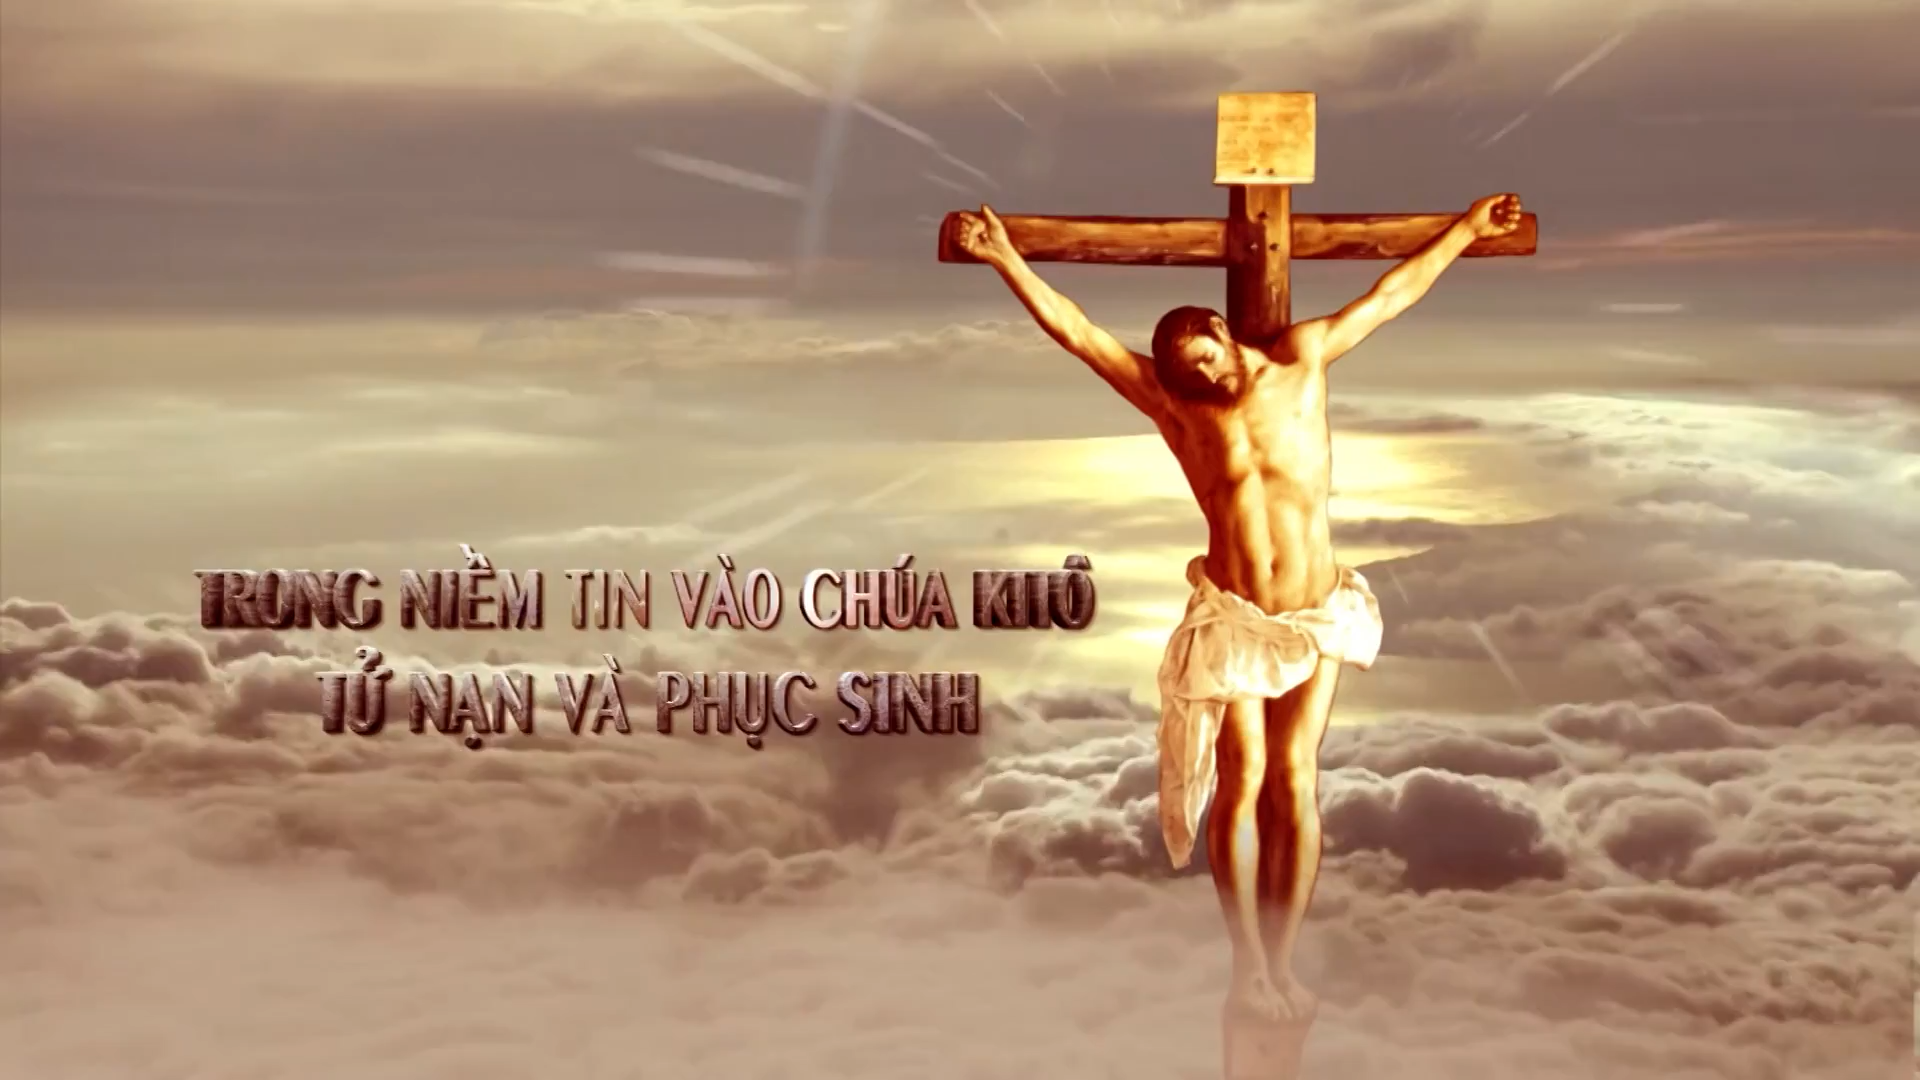 TRONG NIỀM TIN VÀO CHÚA KITÔ
TỬ NẠN VÀ PHỤC SINH